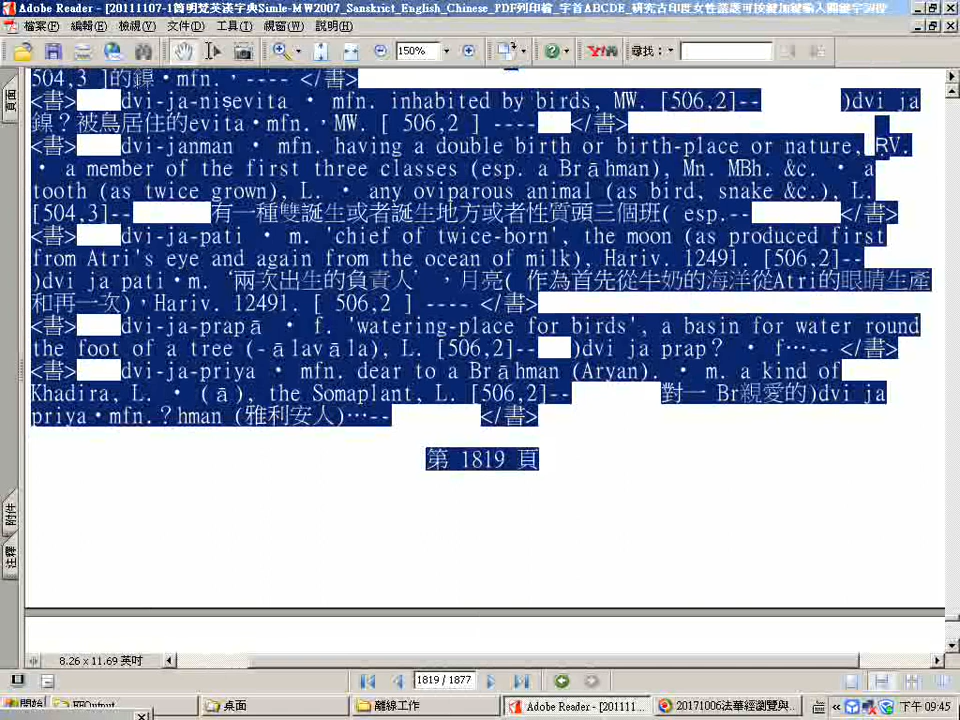 Adobe Reader - [20111107-1簡明梵英漢字典Simle-MW2007_Sanskrict_English_Chinese_PDF列印檔_字首ABCDE_研究古印度女性議題可按
檔案(F) 編輯(E) 檢視(V) 文件(D) 工具(T) 視窗(W) 說明(H)
150% 尋找:
頁面
504,3 ]的鎳‧mfn.,---- </書>
<書> dvi-ja-niṣevita ‧ mfn. inhabited by birds, MW. [506,2]-- )dvi ja
鎳?被鳥居住的evita‧mfn.,MW. [ 506,2 ] ---- </書>
<書> dvi-janman ‧ mfn. having a double birth or birth-place or nature, RV.
‧ a member of the first three classes (esp. a Brāhman), Mn. MBh. &c. ‧ a
tooth (as twice grown), L. ‧ any oviparous animal (as bird, snake &c.), L.
[504,3]-- 有一種雙誕生或者誕生地方或者性質頭三個班( esp.-- </書>
<書> dvi-ja-pati ‧ m. 'chief of twice-born', the moon (as produced first
from Atri's eye and again from the ocean of milk), Hariv. 12491. [506,2]--
)dvi ja pati‧m.‘兩次出生的負責人’,月亮( 作為首先從牛奶的海洋從Atri的眼睛生產
和再一次),Hariv. 12491. [ 506,2 ] ---- </書>
<書> dvi-ja-prapā ‧ f. 'watering-place for birds', a basin for water round
the foot of a tree (-ālavāla), L. [506,2]-- )dvi ja prap? ‧ f…-- </書>
<書> dvi-ja-priya ‧ mfn. dear to a Brāhman (Aryan). ‧ m. a kind of
Khadira, L. ‧ (ā), the Somaplant, L. [506,2]-- 對一 Br親愛的)dvi ja
priya‧mfn.?hman (雅利安人)…-- </書>
第 1819 頁
附件
注釋
8.26 x 11.69 英吋
1819 / 1877
開始 FFOutput 桌面 離線工作 Adobe Reader - [201111... 20171006法華經瀏覽與... 下午 09:45